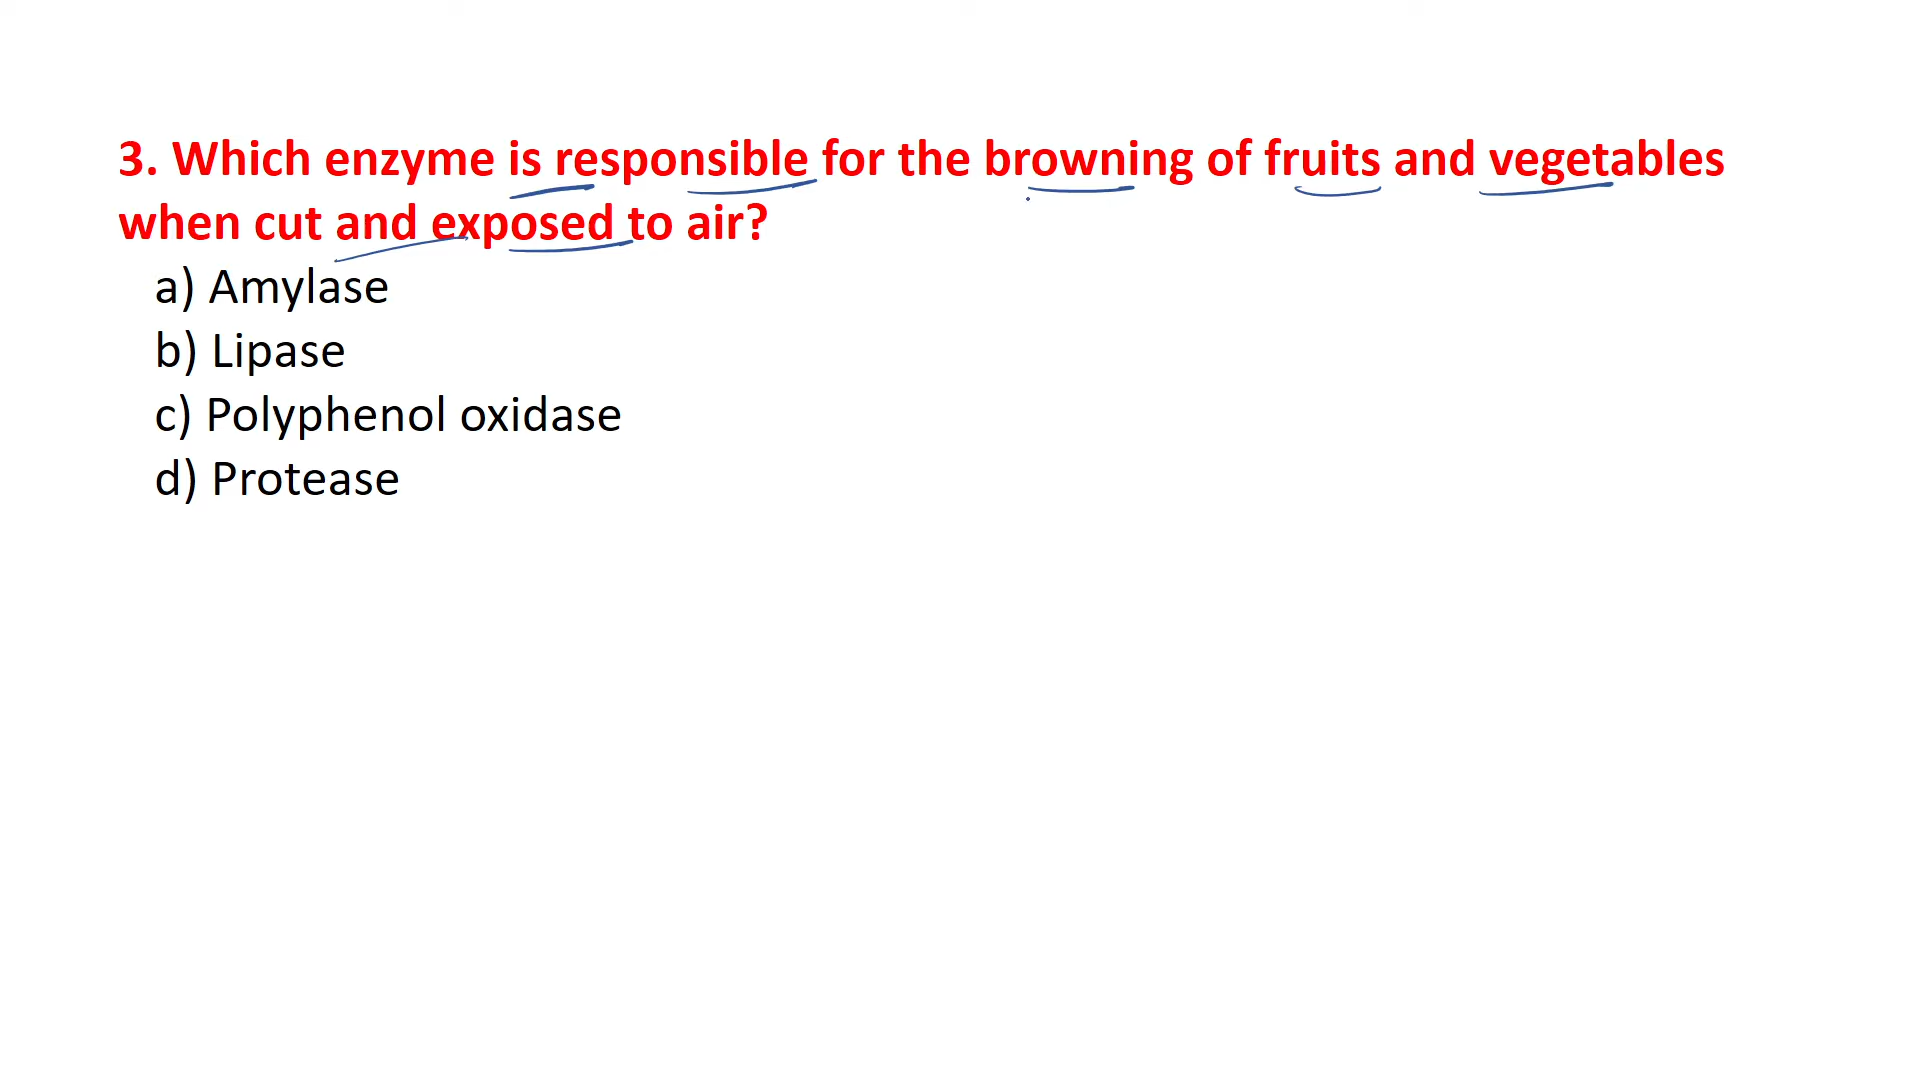 3. Which enzyme is responsible for the browning of fruits and vegetables
when cut and exposed to air?
a) Amylase
b) Lipase
c) Polyphenol oxidase
d) Protease